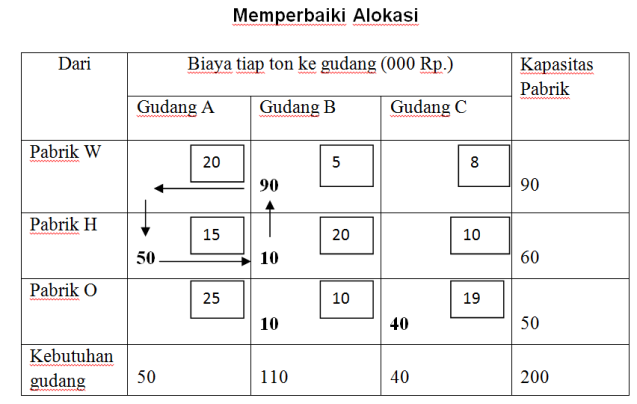 Memperbaiki Alokasi
Dari Biaya tiap ton ke gudang (000 Rp.) Kapasitas Pabrik
Gudang A Gudang B Gudang C
Pabrik W 20 5 8
90 90
Pabrik H 15 20 10
50 10 60
Pabrik O 25 10 19
10 40 50
Kebutuhan gudang 50 110 40 200